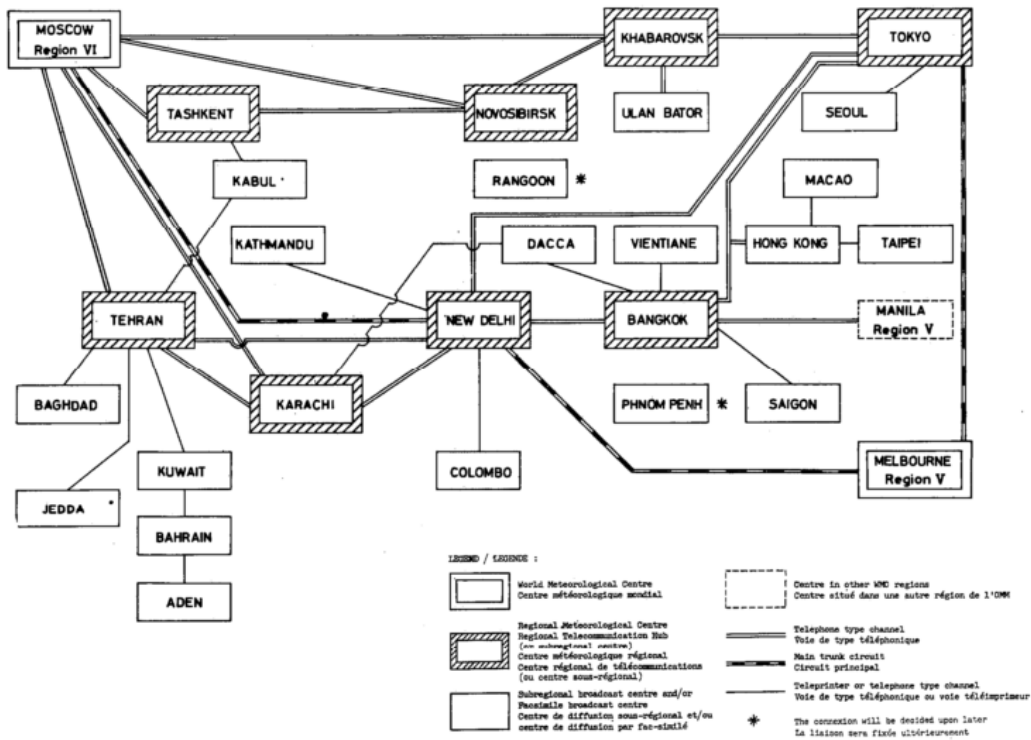 MOSCOW
Region VI
KHABAROVSK
TOKYO
TASHKENT
NOVOSIBIRSK
ULAN BATOR
SEOUL
KABUL
RANGOON *
MACAO
KATHMANDU
DACCA
VIENTIANE
HONG KONG
TAIPEI
TEHRAN
NEW DELHI
BANGKOK
MANILA
Region V
BAGHDAD
KARACHI
PHNOM PENH *
SAIGON
JEDDA
KUWAIT
COLOMBO
MELBOURNE
Region V
BAHRAIN
ADEN
LEGEND / LEGENDE :
World Meteorological Centre
Centre météorologique mondial
Regional Meteorological Centre
Regional Telecommunication Hub
(or subregional centre)
Centre météorologique régional
Centre régional de télécommunications
(ou centre sous-régional)
Subregional broadcast centre and/or
Facsimile broadcast centre
Centre de diffusion sous-régional et/ou
centre de diffusion par fac-similé
Centre in other WMO regions
Centre situé dans une autre région de l'OMM
Telephone type channel
Voie de type téléphonique
Main trunk circuit
Circuit principal
Teleprinter or telephone type channel
Voie de type téléphonique ou voie téléimprimeur
* The connexion will be decided upon later
La liaison sera fixée ultérieurement